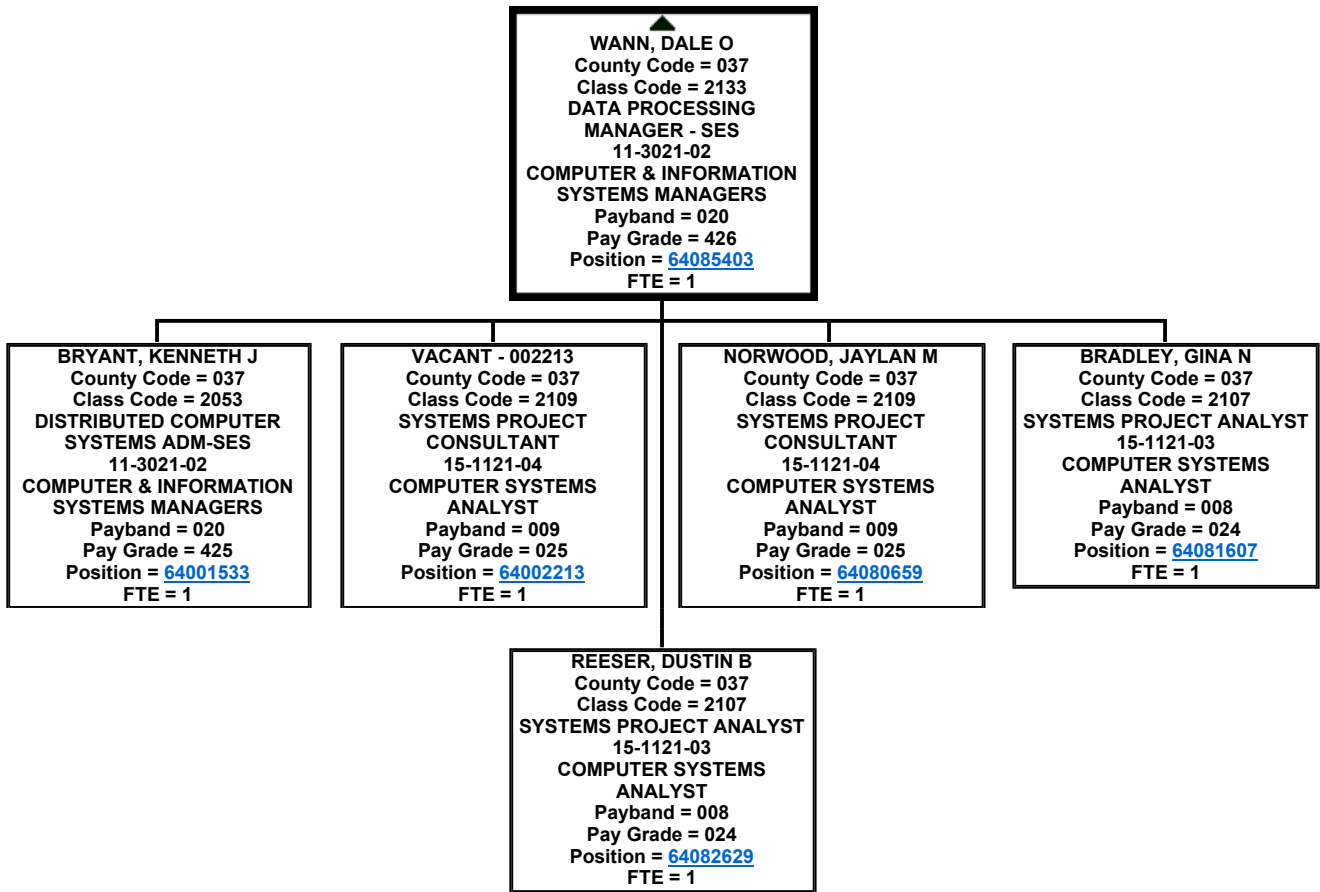 WANN, DALE O
County Code = 037
Class Code = 2133
DATA PROCESSING
MANAGER - SES
11-3021-02
COMPUTER & INFORMATION
SYSTEMS MANAGERS
Payband = 020
Pay Grade = 426
Position = 64085403
FTE = 1
BRYANT, KENNETH J
County Code = 037
Class Code = 2053
DISTRIBUTED COMPUTER
SYSTEMS ADM-SES
11-3021-02
COMPUTER & INFORMATION
SYSTEMS MANAGERS
Payband = 020
Pay Grade = 425
Position = 64001533
FTE = 1
VACANT - 002213
County Code = 037
Class Code = 2109
SYSTEMS PROJECT
CONSULTANT
15-1121-04
COMPUTER SYSTEMS
ANALYST
Payband = 009
Pay Grade = 025
Position = 64002213
FTE = 1
NORWOOD, JAYLAN M
County Code = 037
Class Code = 2109
SYSTEMS PROJECT
CONSULTANT
15-1121-04
COMPUTER SYSTEMS
ANALYST
Payband = 009
Pay Grade = 025
Position = 64080659
FTE = 1
BRADLEY, GINA N
County Code = 037
Class Code = 2107
SYSTEMS PROJECT ANALYST
15-1121-03
COMPUTER SYSTEMS
ANALYST
Payband = 008
Pay Grade = 024
Position = 64081607
FTE = 1
REESER, DUSTIN B
County Code = 037
Class Code = 2107
SYSTEMS PROJECT ANALYST
15-1121-03
COMPUTER SYSTEMS
ANALYST
Payband = 008
Pay Grade = 024
Position = 64082629
FTE = 1